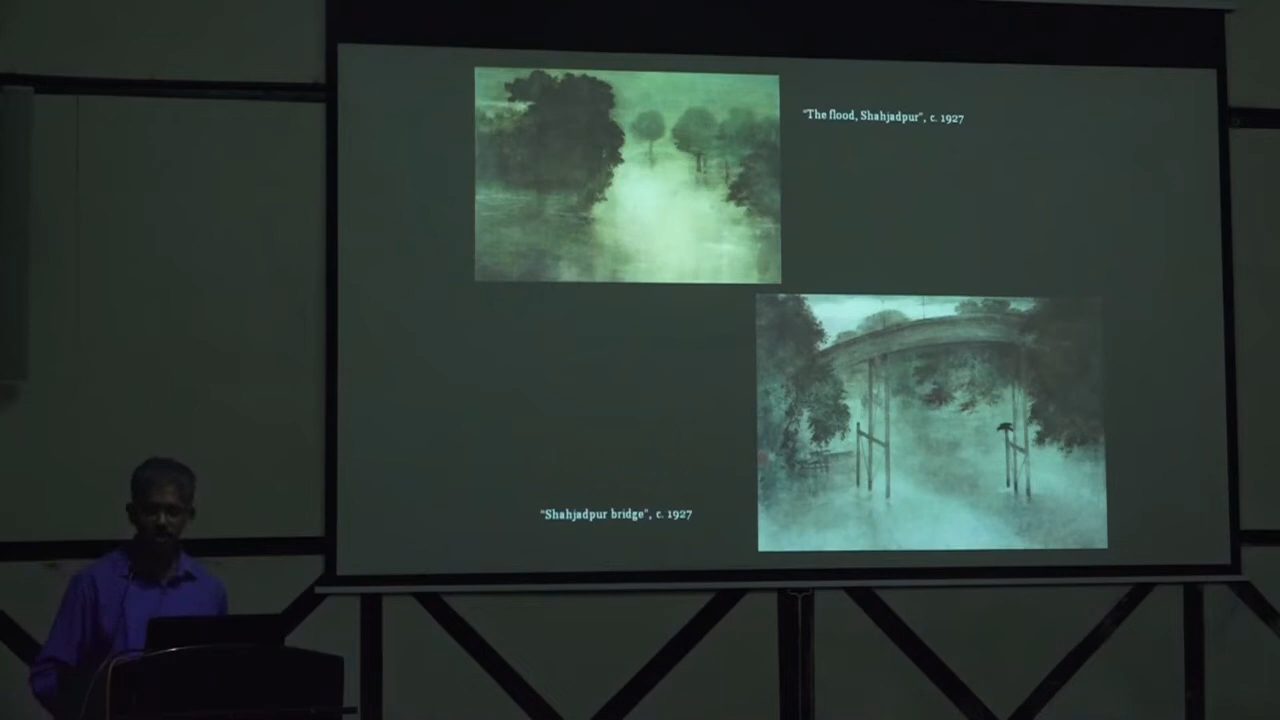 "The flood, Shahjadpur", c. 1927
"Shahjadpur bridge", c. 1927